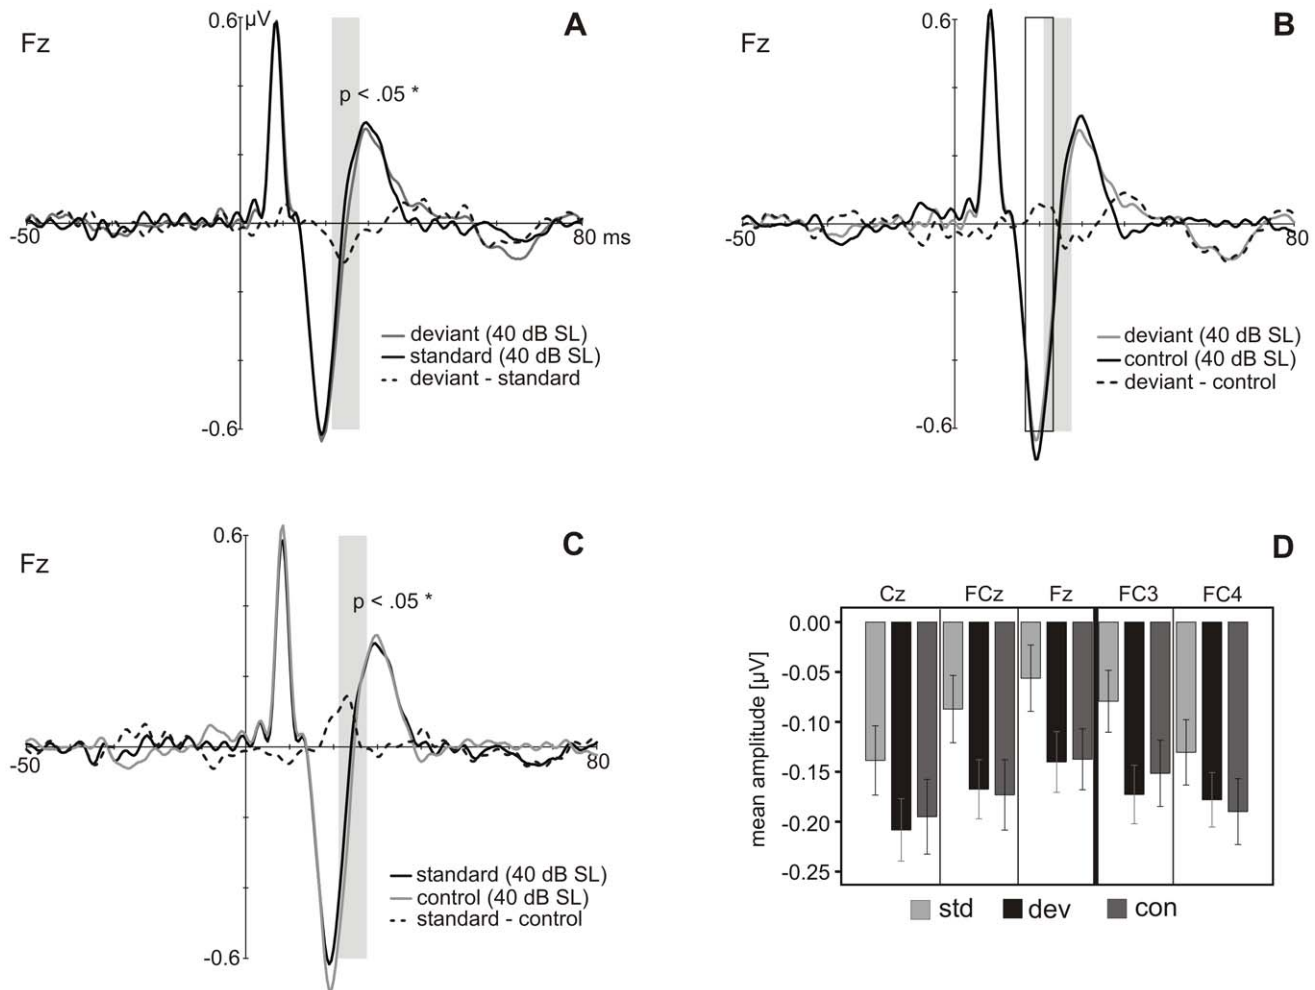 A
Fz
0.6
µV
p < .05 *
-50
80 ms
-0.6
deviant (40 dB SL)
standard (40 dB SL)
deviant - standard
B
Fz
0.6
-50
80
-0.6
deviant (40 dB SL)
control (40 dB SL)
deviant - control
C
Fz
0.6
p < .05 *
-50
80
-0.6
standard (40 dB SL)
control (40 dB SL)
standard - control
D
Cz FCz Fz FC3 FC4
0.00
-0.05
-0.10
-0.15
-0.20
-0.25
mean amplitude [µV]
std dev con